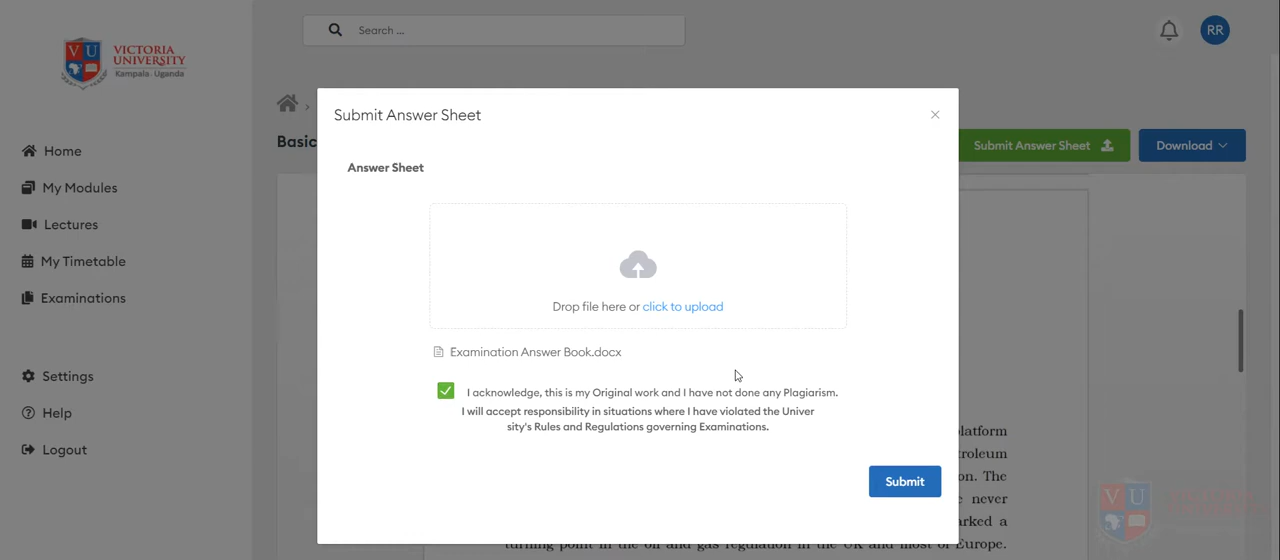 VICTORIA
UNIVERSITY
Kampala. Uganda
V U
Search ...
RR
Home
My Modules
Lectures
My Timetable
Examinations
Settings
Help
Logout
Basic
Submit Answer Sheet
Download
Submit Answer Sheet
Answer Sheet
Drop file here or click to upload
Examination Answer Book.docx
I acknowledge, this is my Original work and I have not done any Plagiarism.
I will accept responsibility in situations where I have violated the Univer
sity's Rules and Regulations governing Examinations.
Submit
on. The
never
turning point in the oil and gas regulation in the UK and most of Europe.
V U